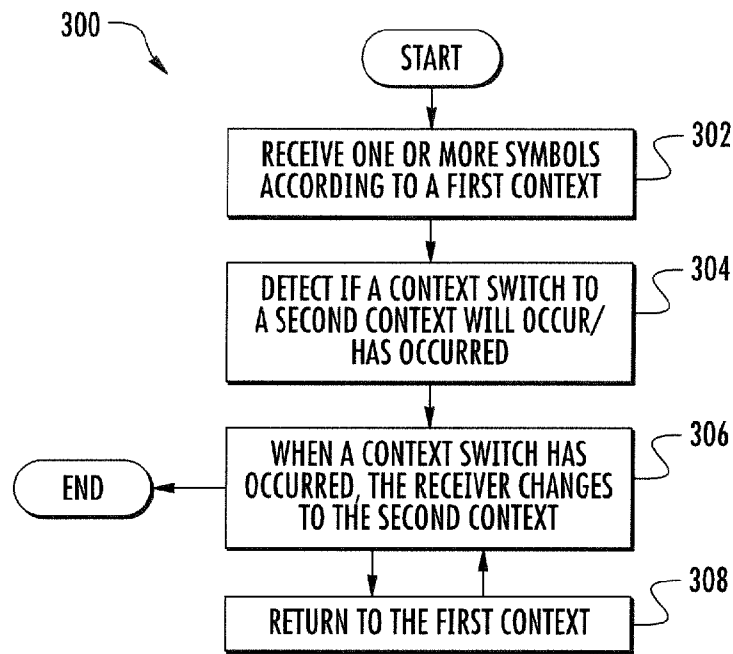 300
START
RECEIVE ONE OR MORE SYMBOLS
ACCORDING TO A FIRST CONTEXT
302
DETECT IF A CONTEXT SWITCH TO
A SECOND CONTEXT WILL OCCUR/
HAS OCCURRED
304
WHEN A CONTEXT SWITCH HAS
OCCURRED, THE RECEIVER CHANGES
TO THE SECOND CONTEXT
306
END
RETURN TO THE FIRST CONTEXT
308